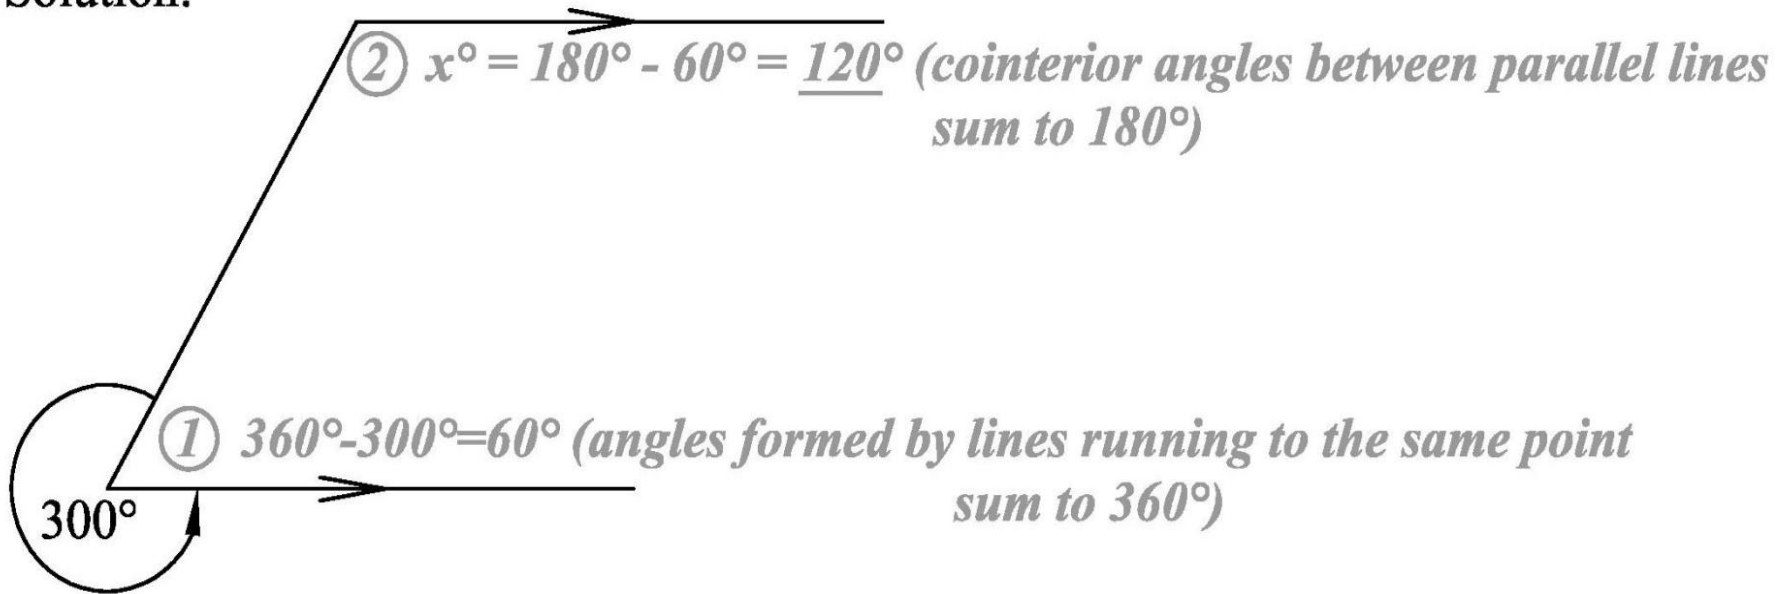 Solution:
② x° = 180° - 60° = 120° (cointerior angles between parallel lines
sum to 180°)
① 360°-300°=60° (angles formed by lines running to the same point
sum to 360°)
300°